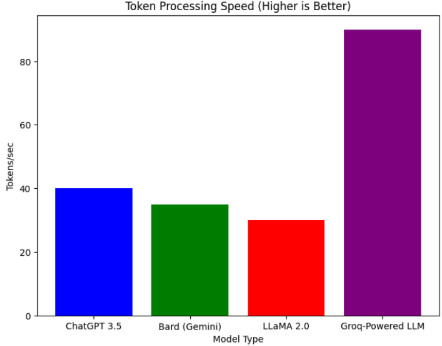 Token Processing Speed (Higher is Better)
Tokens/sec
80
60
40
20
0
ChatGPT 3.5 Bard (Gemini) LLaMA 2.0 Groq-Powered LLM
Model Type